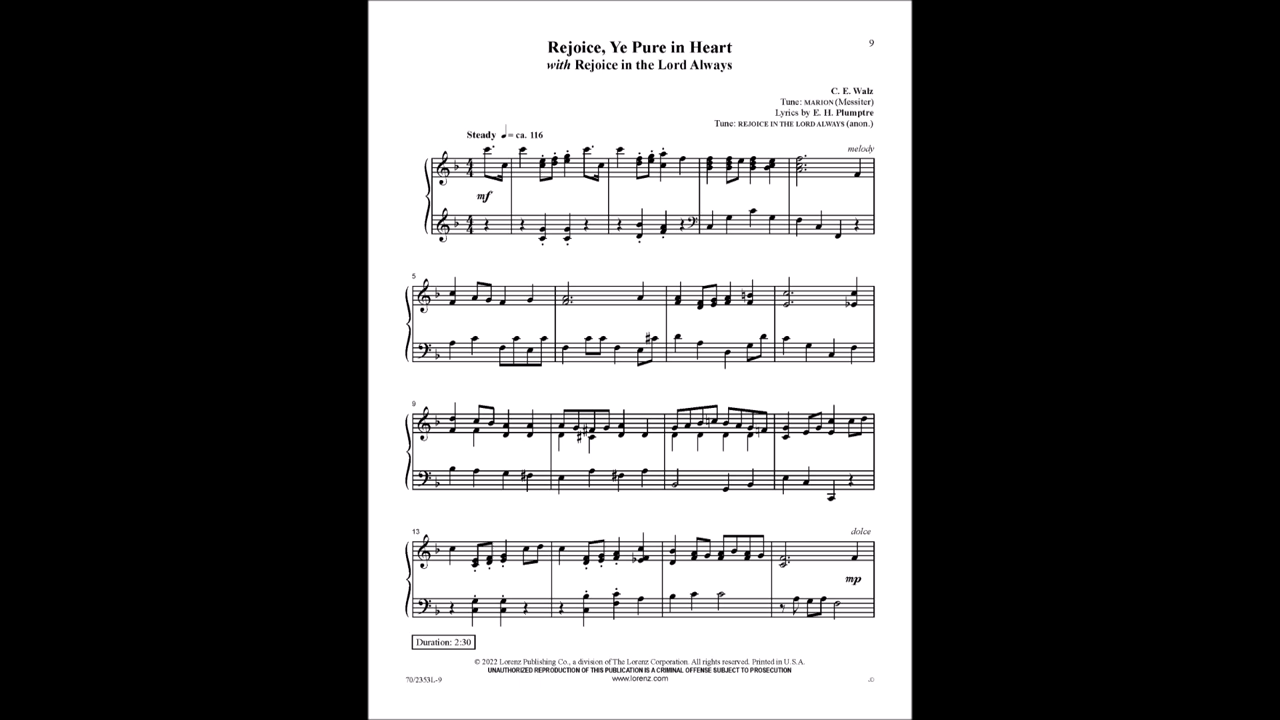 Rejoice, Ye Pure in Heart
9
with Rejoice in the Lord Always
C. E. Walz
Tune: MARION (Messiter)
Lyrics by E. H. Plumptre
Tune: REJOICE IN THE LORD ALWAYS (anon.)
Steady ♩= ca. 116
melody
mf
5
9
13
dolce
mp
Duration: 2:30
© 2022 Lorenz Publishing Co., a division of The Lorenz Corporation. All rights reserved. Printed in U.S.A.
UNAUTHORIZED REPRODUCTION OF THIS PUBLICATION IS A CRIMINAL OFFENSE SUBJECT TO PROSECUTION
www.lorenz.com
70/2353L-9